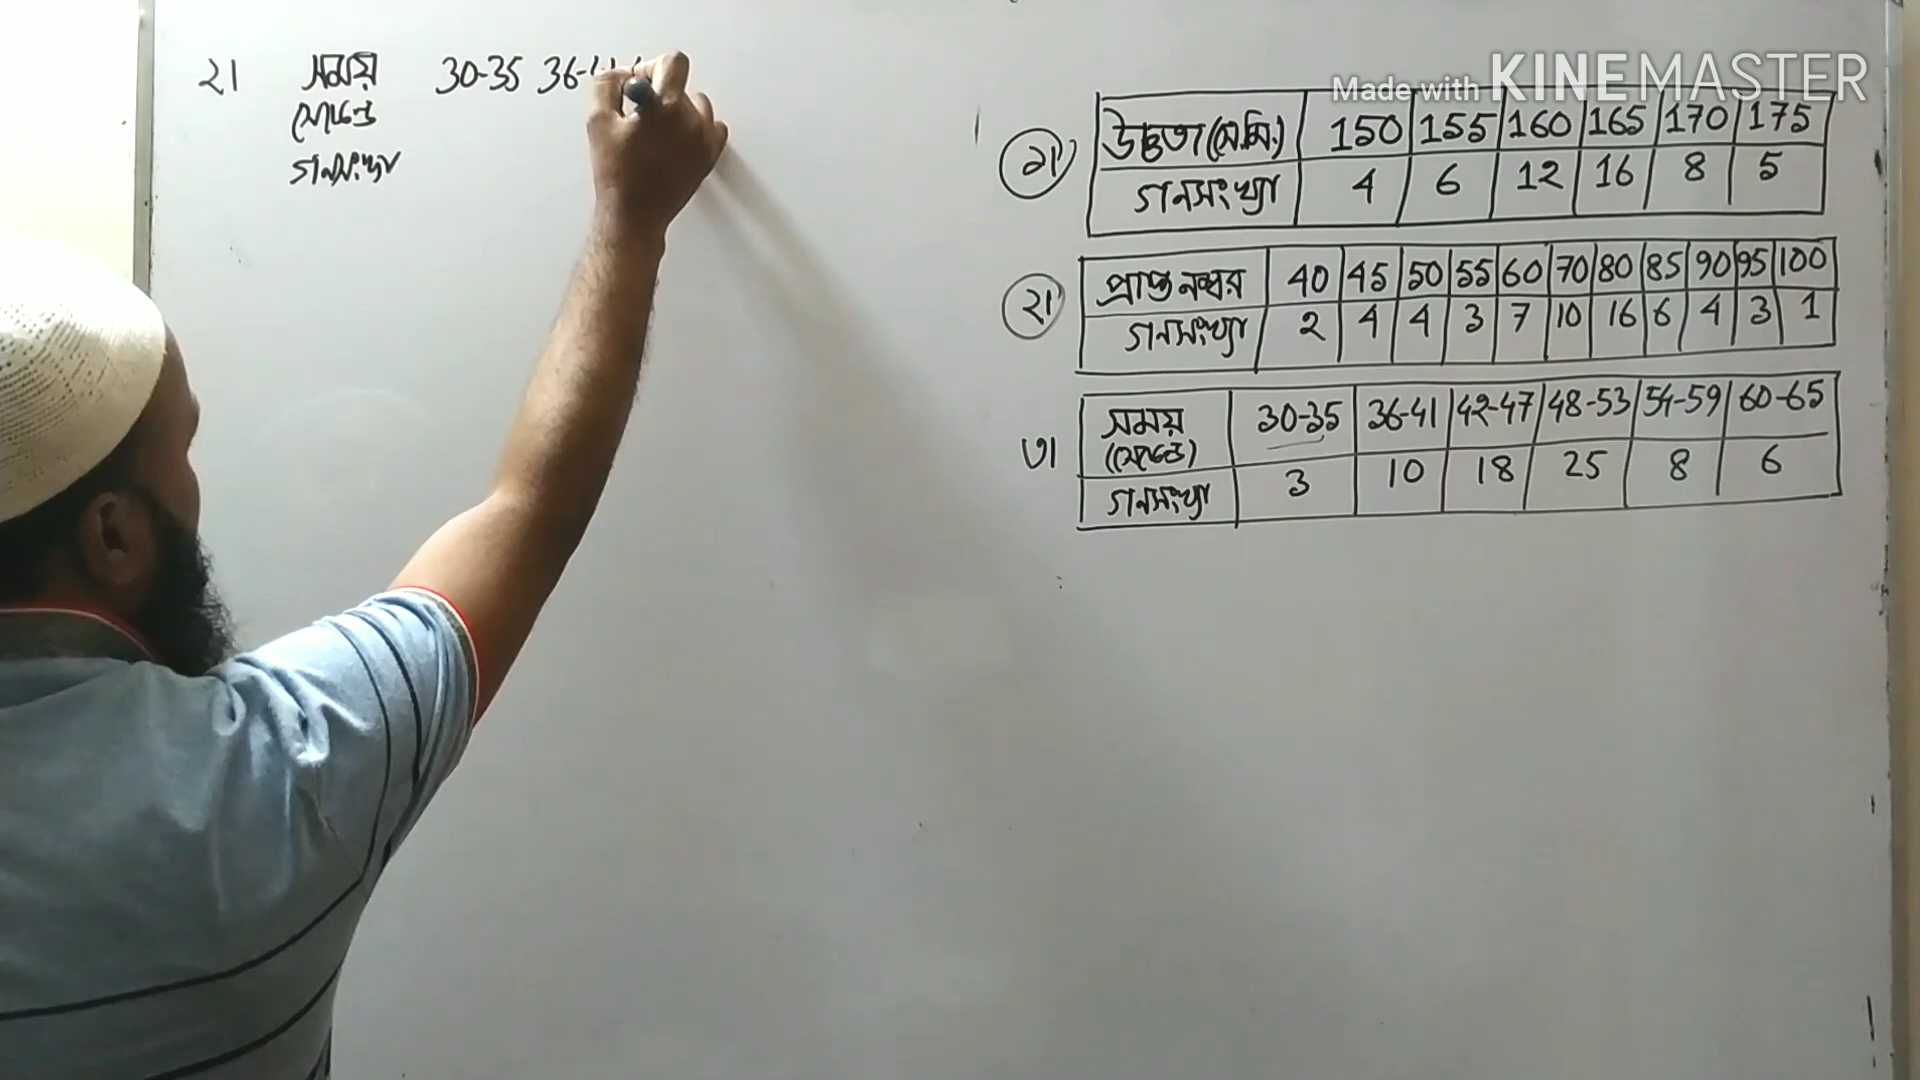 Made with KINEMASTER
২। সময় 30-35 36-41
সেকেন্ডে
গনসংখ্যা
১। উচ্চতা (সে.মি.) 150 155 160 165 170 175
গনসংখ্যা 4 6 12 16 8 5
২। প্রাপ্ত নম্বর 40 45 50 55 60 70 80 85 90 95 100
গনসংখ্যা 2 4 4 3 7 10 16 6 4 3 1
৩। সময় 30-35 36-41 42-47 48-53 54-59 60-65
(সেকেন্ডে)
গনসংখ্যা 3 10 18 25 8 6